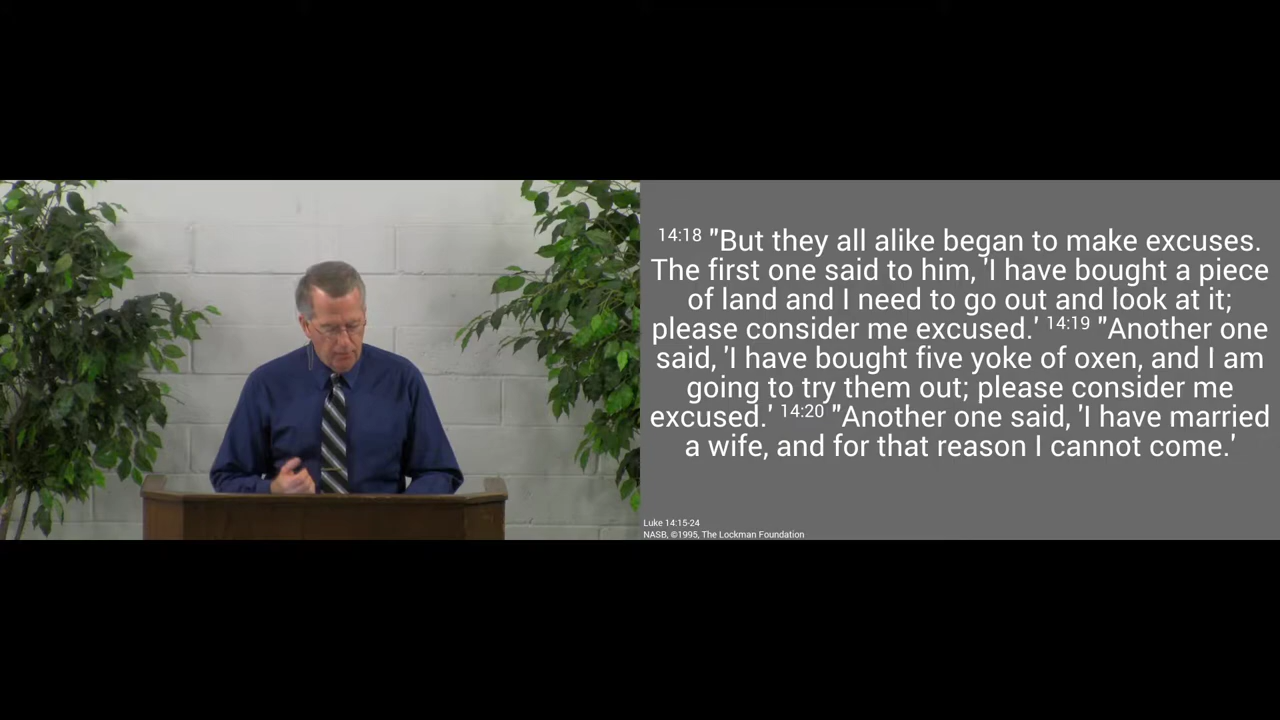 14:18 "But they all alike began to make excuses.
The first one said to him, 'I have bought a piece
of land and I need to go out and look at it;
please consider me excused.' 14:19 "Another one
said, 'I have bought five yoke of oxen, and I am
going to try them out; please consider me
excused.' 14:20 "Another one said, 'I have married
a wife, and for that reason I cannot come.'
Luke 14:15-24
NASB, ©1995, The Lockman Foundation